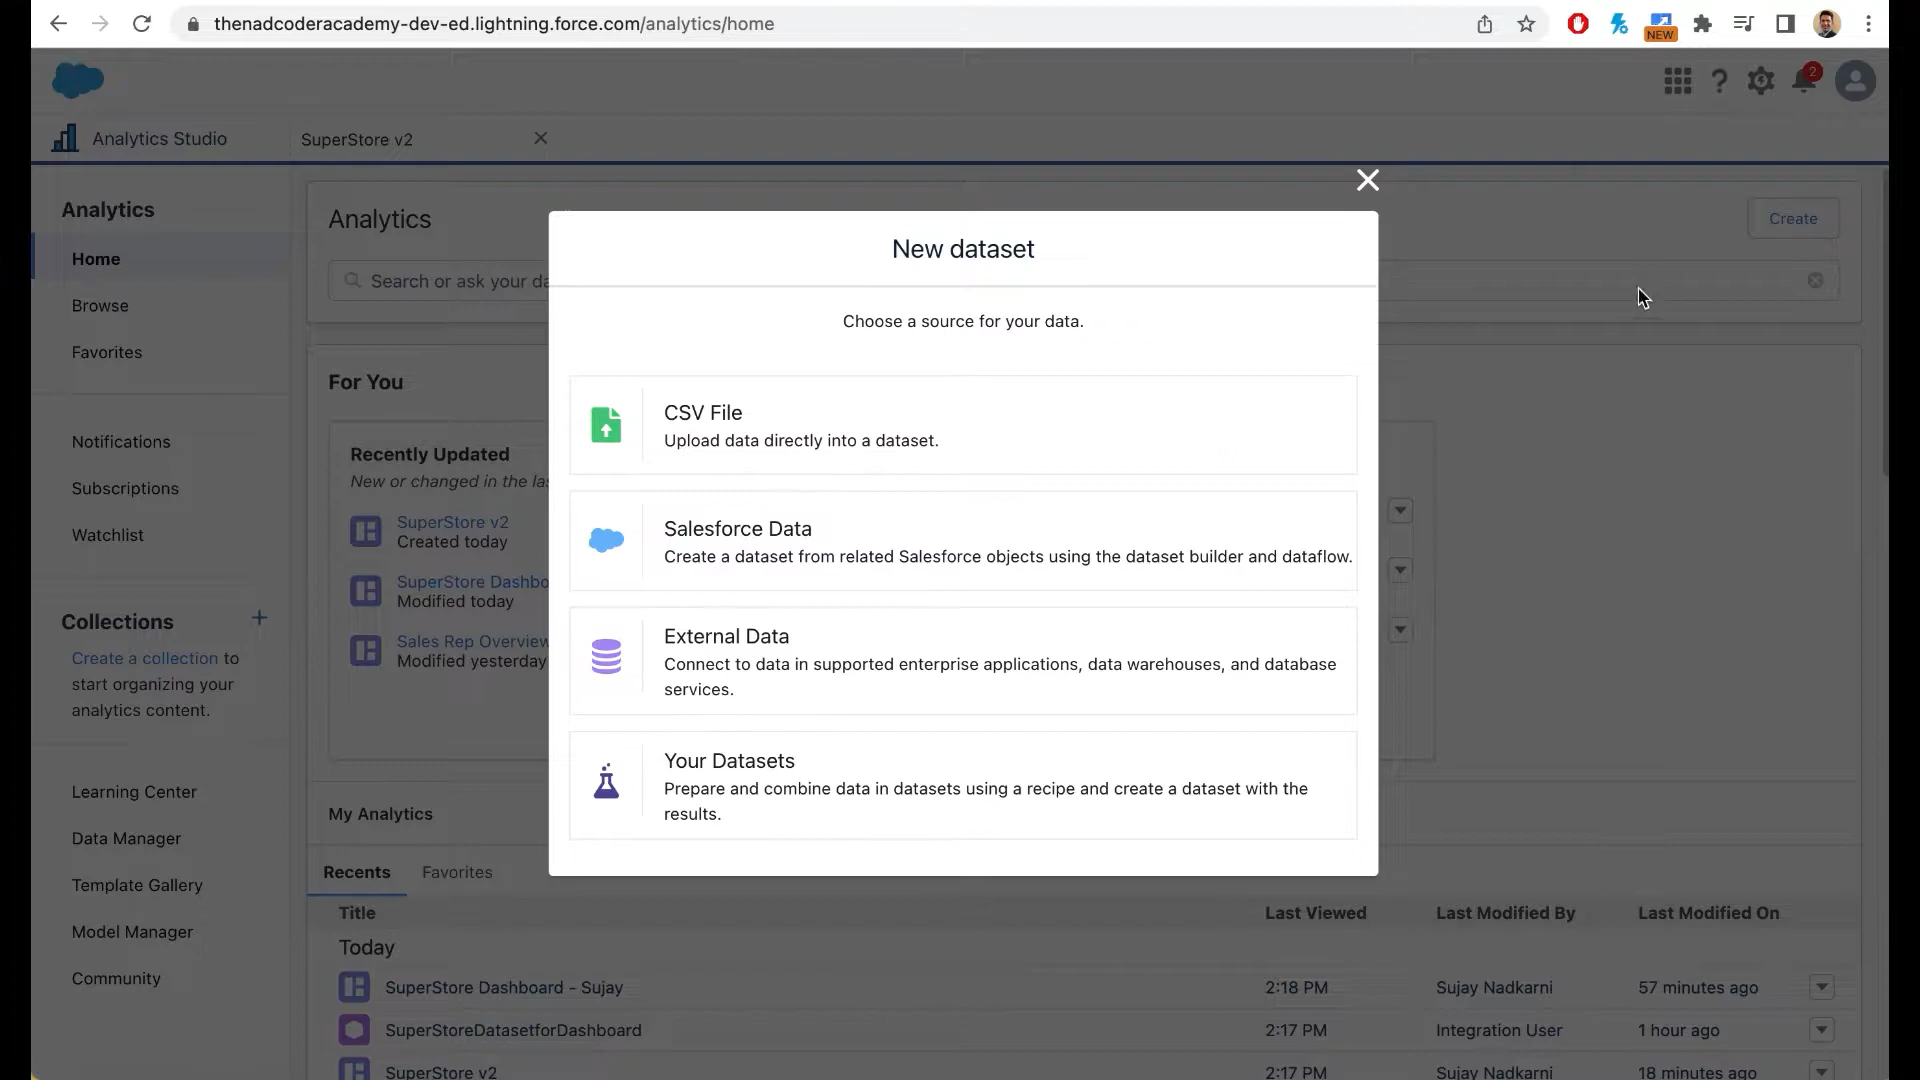 thenadcoderacademy-dev-ed.lightning.force.com/analytics/home
NEW
2
Analytics Studio
SuperStore v2
Analytics
Home
Browse
Favorites
Notifications
Subscriptions
Watchlist
Collections
Create a collection to
start organizing your
analytics content.
Learning Center
Data Manager
Template Gallery
Model Manager
Community
Analytics
Create
Search or ask your da
For You
Recently Updated
New or changed in the las
SuperStore v2
Created today
SuperStore Dashbo
Modified today
Sales Rep Overview
Modified yesterday
New dataset
Choose a source for your data.
CSV File
Upload data directly into a dataset.
Salesforce Data
Create a dataset from related Salesforce objects using the dataset builder and dataflow.
External Data
Connect to data in supported enterprise applications, data warehouses, and database
services.
Your Datasets
Prepare and combine data in datasets using a recipe and create a dataset with the
results.
My Analytics
Recents Favorites
Title Last Viewed Last Modified By Last Modified On
Today
SuperStore Dashboard - Sujay 2:18 PM Sujay Nadkarni 57 minutes ago
SuperStoreDatasetforDashboard 2:17 PM Integration User 1 hour ago
SuperStore v2 2:17 PM Sujay Nadkarni 18 minutes ago